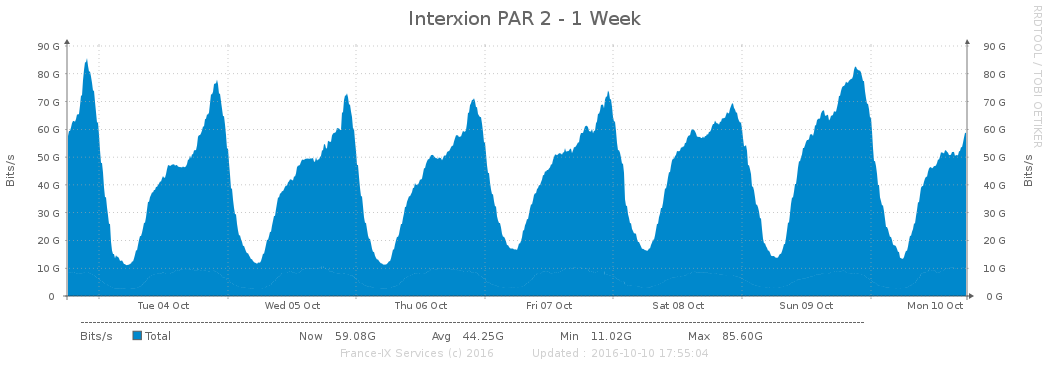 Interxion PAR 2 - 1 Week
RRDTOOL / TOBI OETIKER
90 G 90 G
80 G 80 G
70 G 70 G
60 G 60 G
50 G 50 G
40 G 40 G
30 G 30 G
20 G 20 G
10 G 10 G
0 0 G
Bits/s
Bits/s
Tue 04 Oct Wed 05 Oct Thu 06 Oct Fri 07 Oct Sat 08 Oct Sun 09 Oct Mon 10 Oct
Bits/s Total Now 59.08G Avg 44.25G Min 11.02G Max 85.60G
France-IX Services (c) 2016 Updated : 2016-10-10 17:55:04